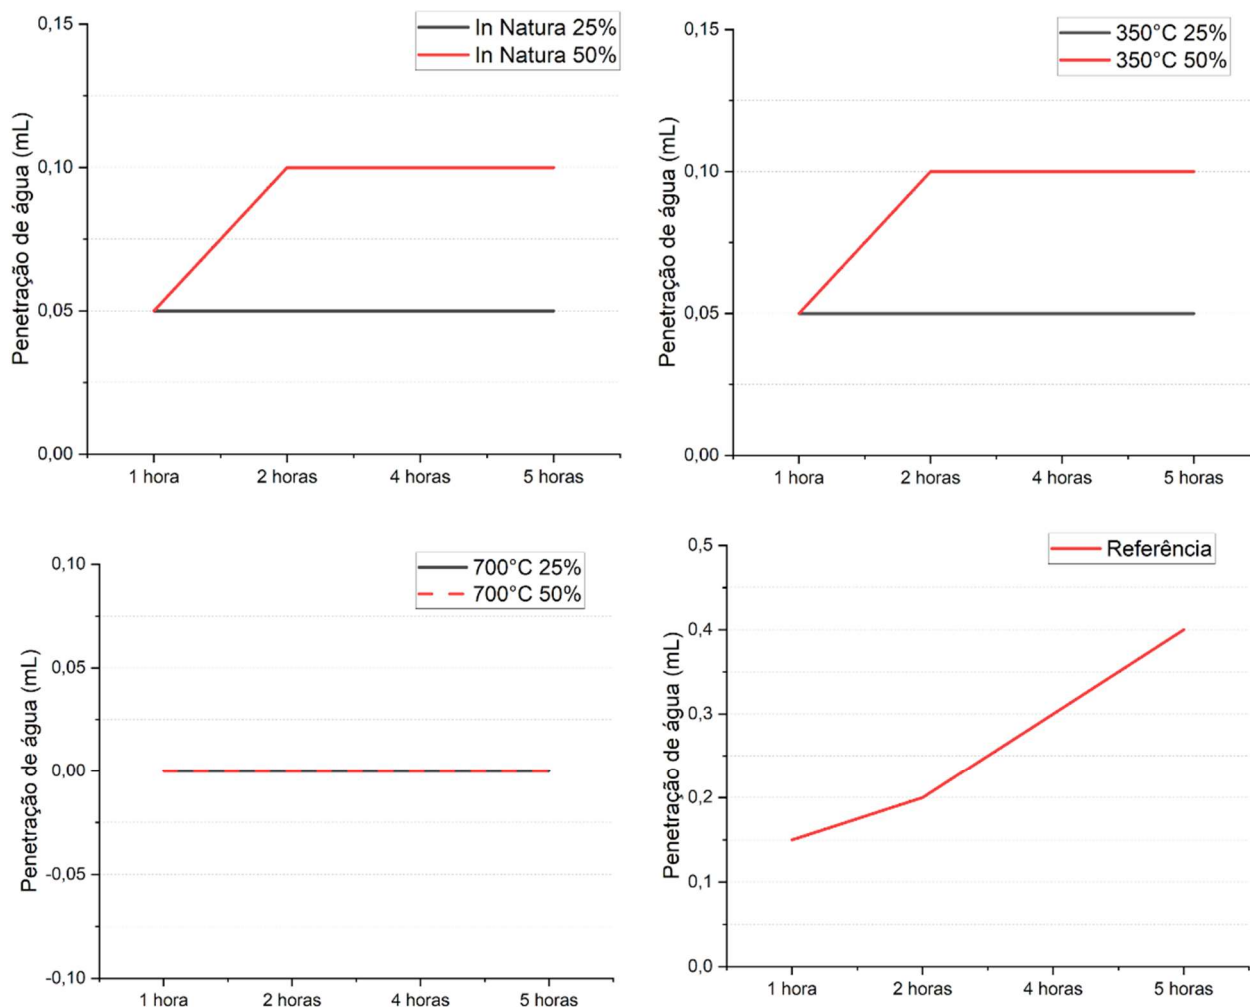 In Natura 25%
In Natura 50%
Penetração de água (mL)
0,15
0,10
0,05
0,00
1 hora
2 horas
4 horas
5 horas
350°C 25%
350°C 50%
Penetração de água (mL)
0,15
0,10
0,05
0,00
1 hora
2 horas
4 horas
5 horas
700°C 25%
700°C 50%
Penetração de água (mL)
0,10
0,05
0,00
-0,05
-0,10
1 hora
2 horas
4 horas
5 horas
Referência
Penetração de água (mL)
0,5
0,4
0,3
0,2
0,1
0,0
1 hora
2 horas
4 horas
5 horas